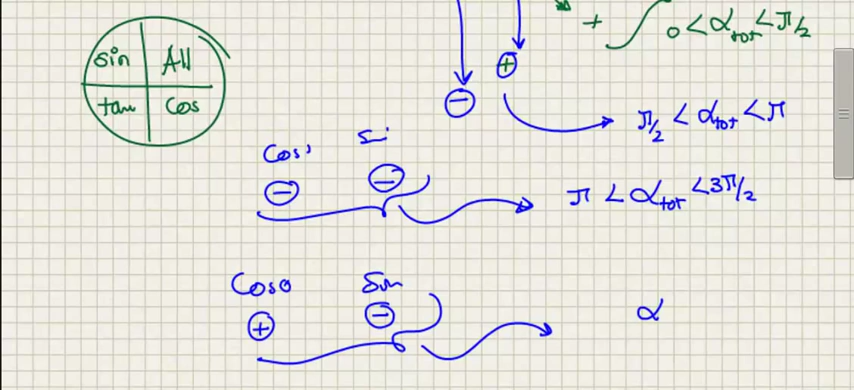 + 0 < α_tot < π/2
sin All
tan Cos
+
−
π/2 < α_tot < π
Cos'
− −
π < α_tot < 3π/2
Cosθ Sin
+ −
α